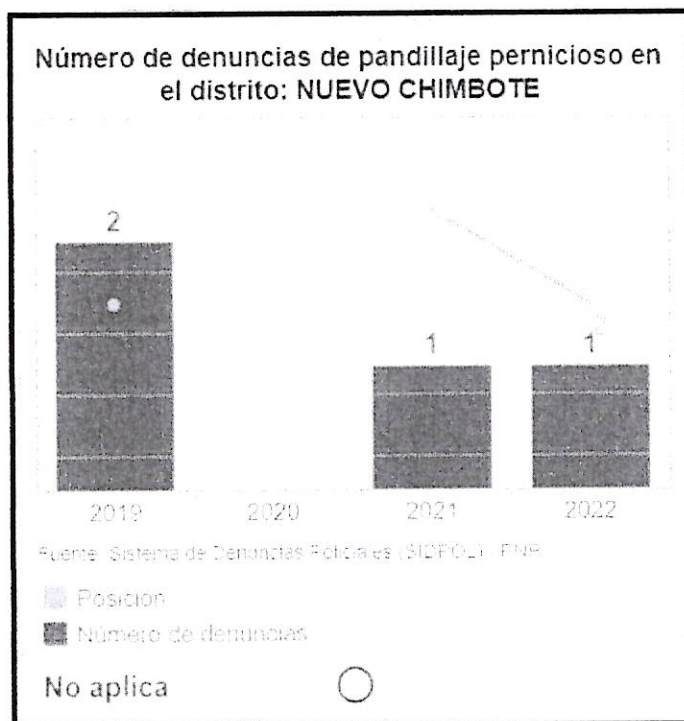 Número de denuncias de pandillaje pernicioso en
el distrito: NUEVO CHIMBOTE
2
1
1
2019
2020
2021
2022
Fuente: Sistema de Denuncias Policiales (SIDPOL) - PNP
Posicion
Número de denuncias
No aplica